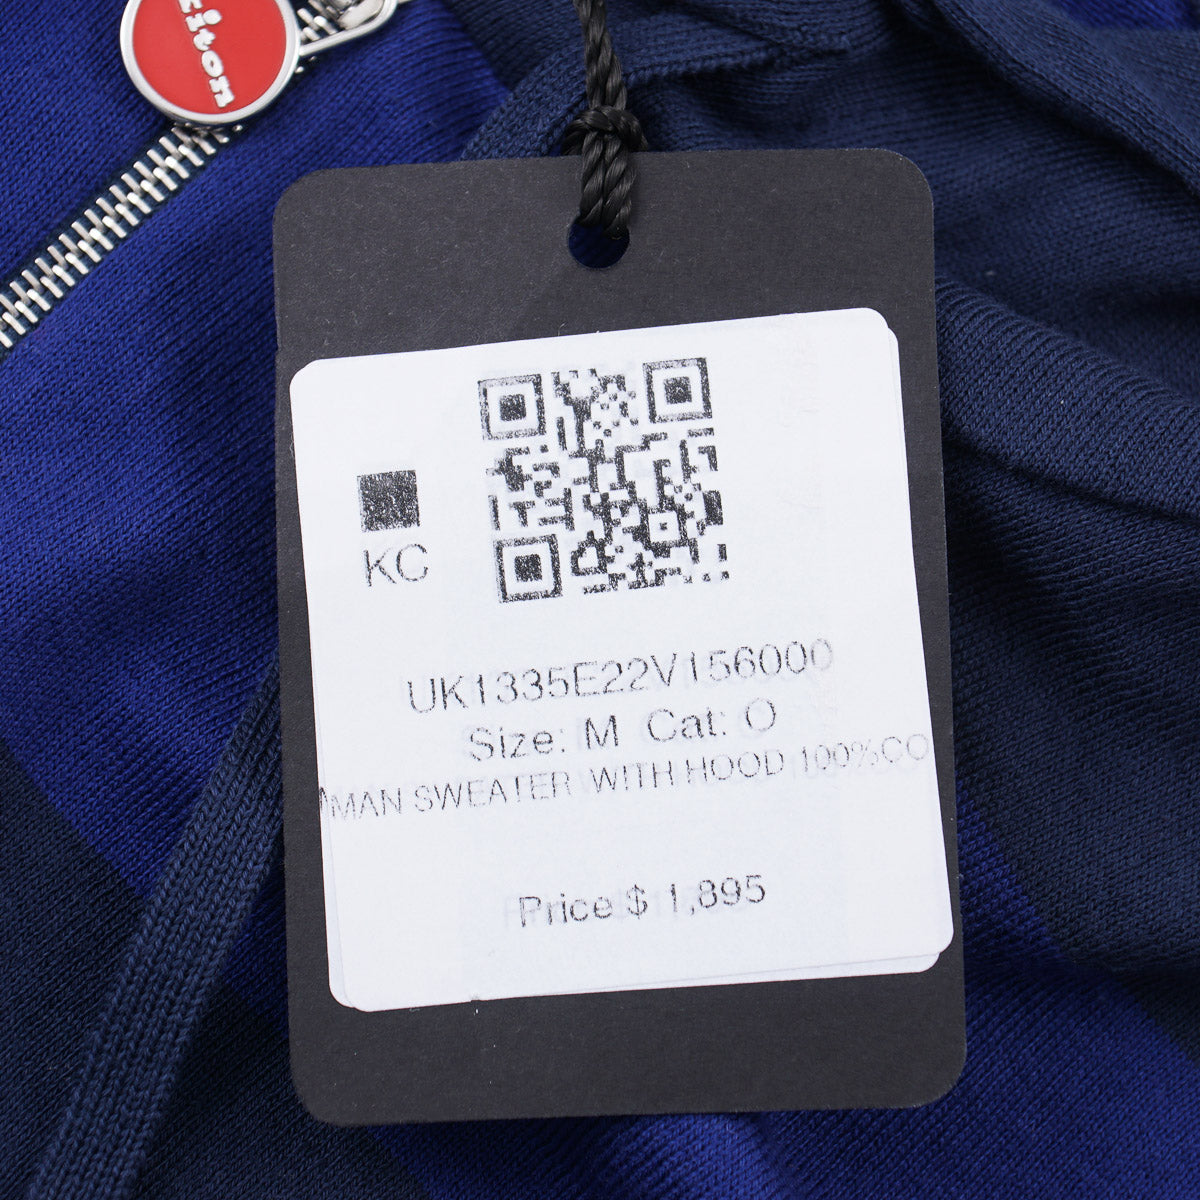 kiton
KC
UK1335E22V156000
Size: M Cat: O
MAN SWEATER WITH HOOD 100%CO
Price $ 1,895